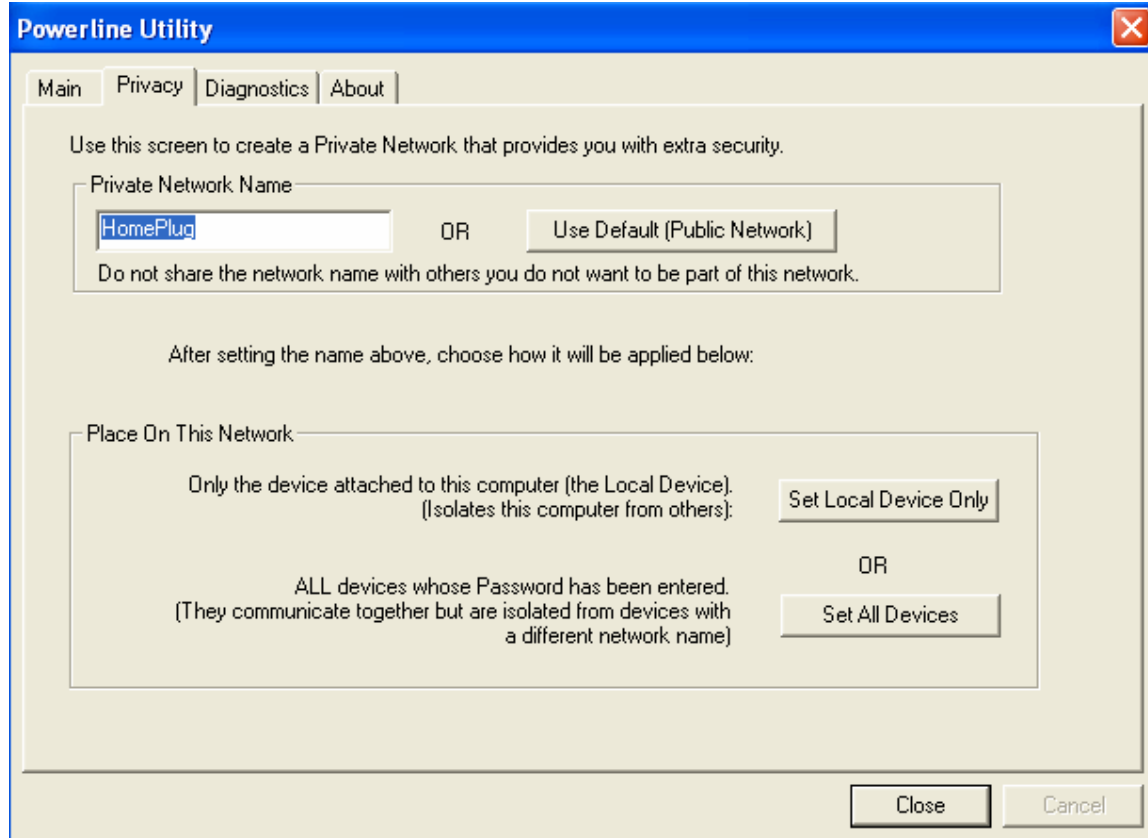 Powerline Utility
Main Privacy Diagnostics About
Use this screen to create a Private Network that provides you with extra security.
Private Network Name
HomePlug OR Use Default (Public Network)
Do not share the network name with others you do not want to be part of this network.
After setting the name above, choose how it will be applied below:
Place On This Network
Only the device attached to this computer (the Local Device).
(Isolates this computer from others):
Set Local Device Only
OR
ALL devices whose Password has been entered.
(They communicate together but are isolated from devices with
a different network name)
Set All Devices
Close Cancel